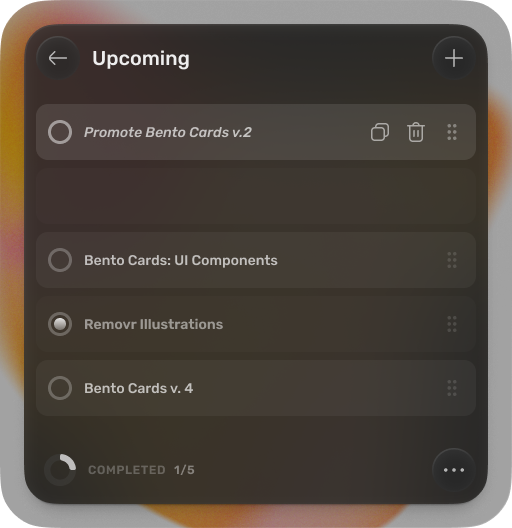 Upcoming
Promote Bento Cards v.2
Bento Cards: UI Components
Removr Illustrations
Bento Cards v. 4
COMPLETED 1/5